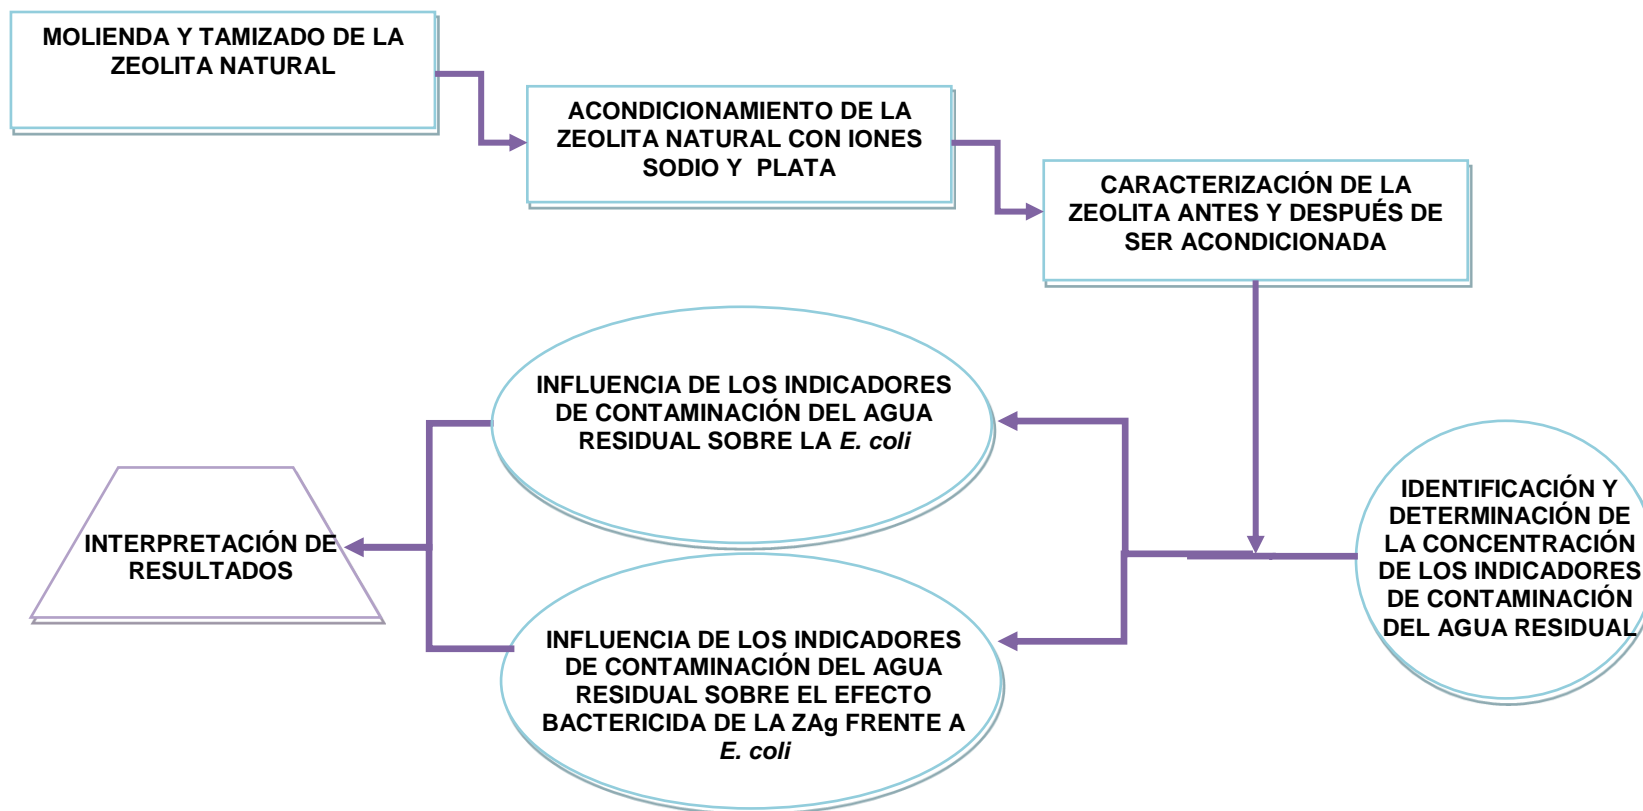 MOLIENDA Y TAMIZADO DE LA
ZEOLITA NATURAL
ACONDICIONAMIENTO DE LA
ZEOLITA NATURAL CON IONES
SODIO Y PLATA
CARACTERIZACIÓN DE LA
ZEOLITA ANTES Y DESPUÉS DE
SER ACONDICIONADA
IDENTIFICACIÓN Y
DETERMINACIÓN DE
LA CONCENTRACIÓN
DE LOS INDICADORES
DE CONTAMINACIÓN
DEL AGUA RESIDUAL
INFLUENCIA DE LOS INDICADORES
DE CONTAMINACIÓN DEL AGUA
RESIDUAL SOBRE LA E. coli
INFLUENCIA DE LOS INDICADORES
DE CONTAMINACIÓN DEL AGUA
RESIDUAL SOBRE EL EFECTO
BACTERICIDA DE LA ZAg FRENTE A
E. coli
INTERPRETACIÓN DE
RESULTADOS